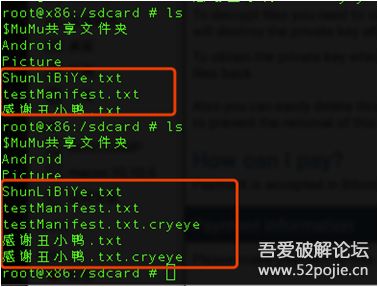 root@x86:/sdcard # ls
$MuMu共享文件夹
Android
Picture
ShunLiBiYe.txt
testManifest.txt
感谢丑小鸭.txt
root@x86:/sdcard # ls
$MuMu共享文件夹
Android
Picture
ShunLiBiYe.txt
testManifest.txt
testManifest.txt.cryeye
感谢丑小鸭.txt
感谢丑小鸭.txt.cryeye
root@x86:/sdcard #
How can I pay?
吾爱破解论坛
www.52pojie.cn